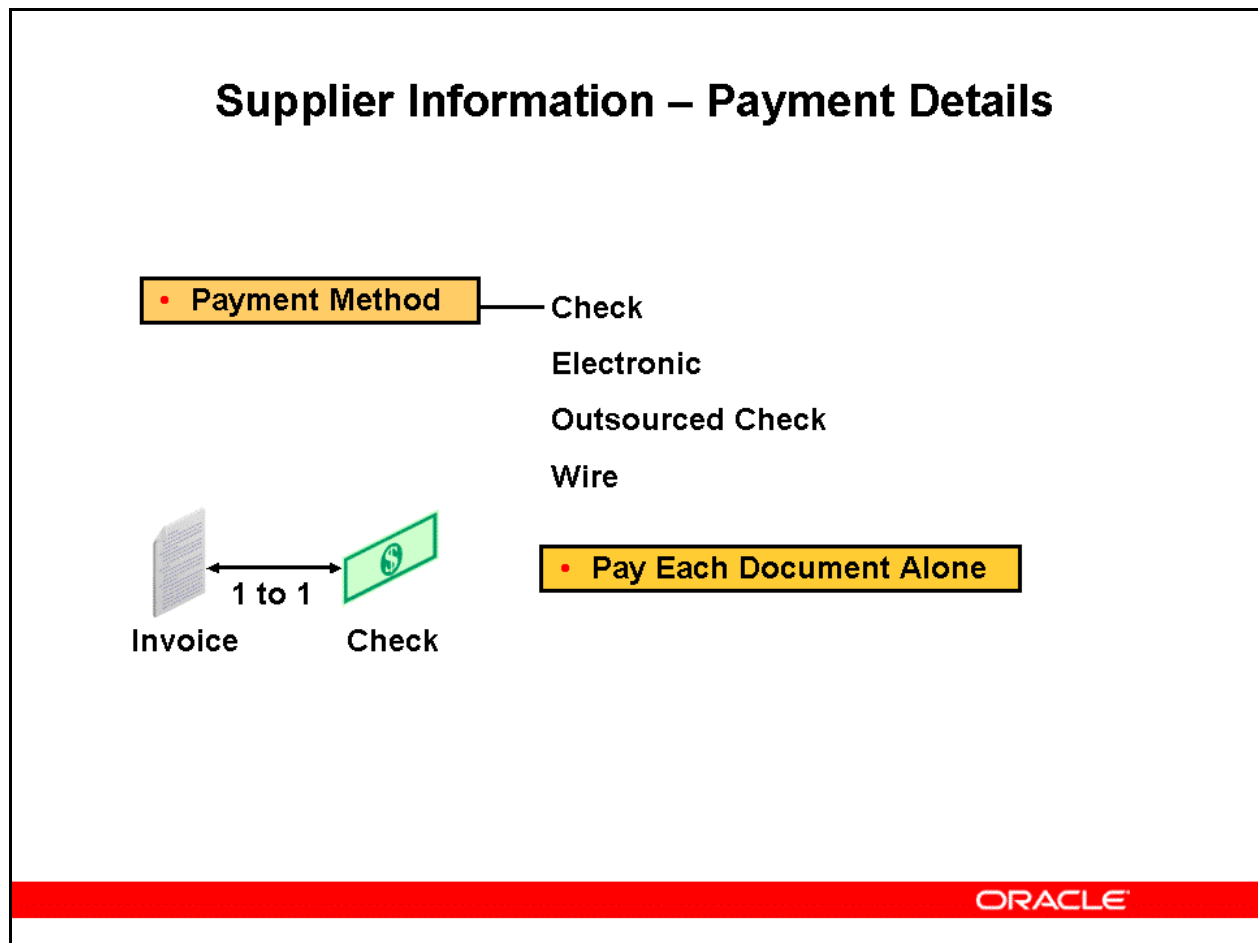 Supplier Information – Payment Details
• Payment Method
Check
Electronic
Outsourced Check
Wire
1 to 1
Invoice
Check
• Pay Each Document Alone
ORACLE